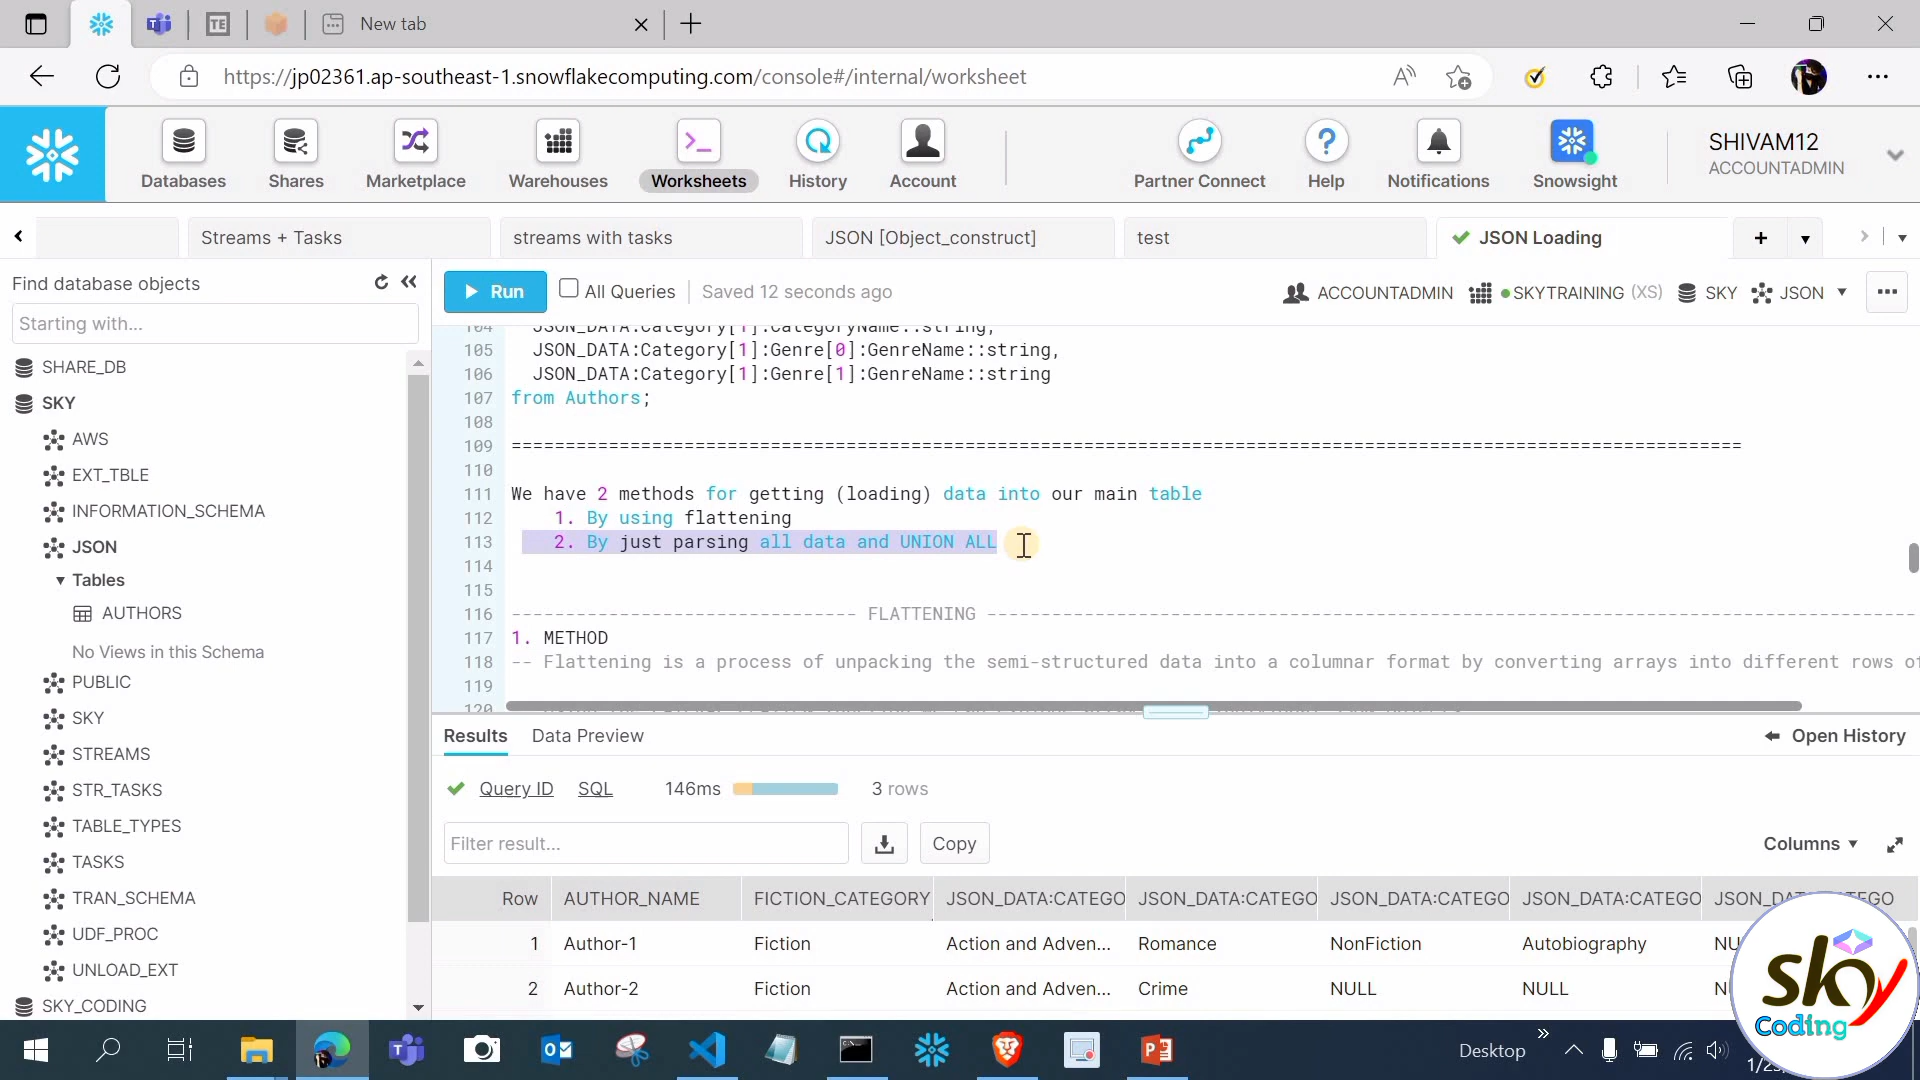 New tab
TE
https://jp02361.ap-southeast-1.snowflakecomputing.com/console#/internal/worksheet
Databases
Shares
Marketplace
Warehouses
Worksheets
History
Account
Partner Connect
Help
Notifications
Snowsight
SHIVAM12
ACCOUNTADMIN
Streams + Tasks
streams with tasks
JSON [Object_construct]
test
JSON Loading
Find database objects
Starting with...
SHARE_DB
SKY
AWS
EXT_TBLE
INFORMATION_SCHEMA
JSON
Tables
AUTHORS
No Views in this Schema
PUBLIC
SKY
STREAMS
STR_TASKS
TABLE_TYPES
TASKS
TRAN_SCHEMA
UDF_PROC
UNLOAD_EXT
SKY_CODING
Run
All Queries
Saved 12 seconds ago
ACCOUNTADMIN
SKYTRAINING (XS)
SKY
JSON
104 JSON_DATA:Category[1]:CategoryName::string,
105 JSON_DATA:Category[1]:Genre[0]:GenreName::string,
106 JSON_DATA:Category[1]:Genre[1]:GenreName::string
107 from Authors;
108
109 ==================================================================================================================
110
111 We have 2 methods for getting (loading) data into our main table
112 1. By using flattening
113 2. By just parsing all data and UNION ALL
114
115
116 -------------------------------- FLATTENING --------------------------------------------------------------------------------------
117 1. METHOD
118 -- Flattening is a process of unpacking the semi-structured data into a columnar format by converting arrays into different rows of
119
120
Results
Data Preview
Open History
Query ID
SQL
146ms
3 rows
Filter result...
Copy
Columns
Row AUTHOR_NAME FICTION_CATEGORY JSON_DATA:CATEGO JSON_DATA:CATEGO JSON_DATA:CATEGO JSON_DATA:CATEGO
1 Author-1 Fiction Action and Adven... Romance NonFiction Autobiography
2 Author-2 Fiction Action and Adven... Crime NULL NULL
sky
Coding
Desktop